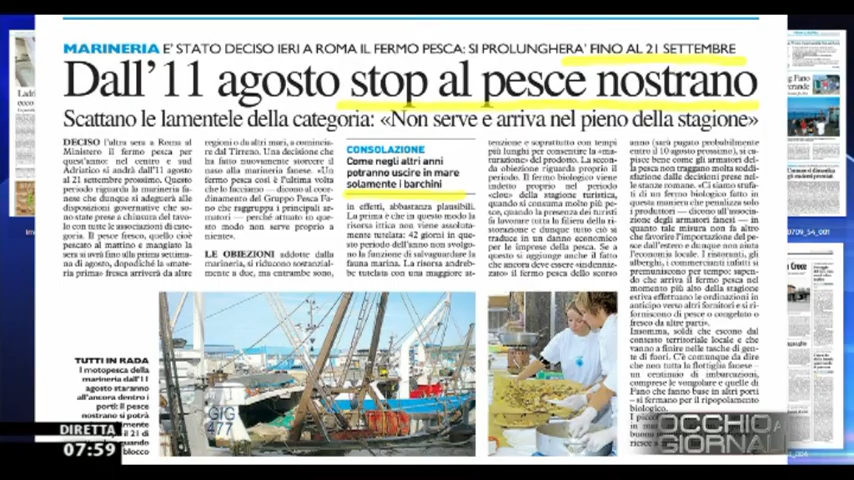 MARINERIA E' STATO DECISO IERI A ROMA IL FERMO PESCA: SI PROLUNGHERA' FINO AL 21 SETTEMBRE
Dall'11 agosto stop al pesce nostrano
Scattano le lamentele della categoria: «Non serve e arriva nel pieno della stagione»
DECISO l'altra sera a Roma al
Ministero il fermo pesca per
quest'anno: nel centro e sud
Adriatico si andrà dall'11 agosto
al 21 settembre prossimo. Questo
periodo riguarda la marineria fa-
nese che dunque si adeguerà alle
disposizioni governative che so-
no state prese a chiusura del tavo-
lo con tutte le associazioni di cate-
goria. Il pesce fresco, quello cioè
pescato al mattino e mangiato la
sera si avrà fino alla prima settima-
na di agosto, dopodiché la «mate-
ria prima» fresca arriverà da altre
regioni o da altri mari, a comincia-
re dal Tirreno. Una decisione che
ha fatto nuovamente storcere il
naso alla marineria fanese. «Un
fermo pesca così è l'ultima volta
che lo facciamo — dicono al coor-
dinamento del Gruppo Pesca Fa-
no che raggruppa i principali ar-
matori — perché attuato in que-
sto modo non serve proprio a
niente».
LE OBIEZIONI addotte dalla
marineria, si riducono sostanzial-
mente a due, ma entrambe sono,
CONSOLAZIONE
Come negli altri anni
potranno uscire in mare
solamente i barchini
in effetti, abbastanza plausibili.
La prima è che in questo modo la
risorsa ittica non viene assoluta-
mente tutelata: 42 giorni in que-
sto periodo dell'anno non svolgo-
no la funzione di salvaguardare la
fauna marina. La risorsa andreb-
be tutelata con una maggiore at-
tenzione e soprattutto con tempi
più lunghi per consentire la «ma-
turazione» del prodotto. La secon-
da obiezione riguarda proprio il
periodo. Il fermo biologico viene
indetto proprio nel periodo
«clou» della stagione turistica,
quando si consuma molto più pe-
sce, quando la presenza dei turisti
fa lavorare tutta la filiera di risto-
razione e dunque tutto ciò si
traduce in un danno economico
per le imprese della pesca. Se a
questo si aggiunge anche il fatto
che ancora deve essere «indenniz-
zato» il fermo pesca dello scorso
anno (sarà pagato probabilmente
entro il 10 agosto prossimo), si ca-
pisce bene come gli armatori del-
la pesca non traggano molte soddi-
sfazione dalle decisioni prese nel-
le stanze romane. «Ci siamo stufa-
ti di un fermo biologico fatto in
questa maniera che penalizza solo
i produttori — dicono all'associa-
zione degli armatori fanesi — in
quanto tale misura non fa altro
che favorire l'importazione del pe-
sce dall'estero e dunque non aiuta
l'economia locale. I ristoranti, gli
alberghi, i commercianti infatti si
premuniscono per tempo: sapen-
do che arriva il fermo pesca nel
momento più alto della stagione
estiva effettuano le ordinazioni in
anticipo verso altri fornitori e si ri-
forniscono di pesce o congelato o
fresco da altre parti».
Insomma, soldi che escono dal
contesto territoriale locale e che
vanno a finire nelle tasche di gen-
te di fuori. C'è comunque da dire
che non tutta la flottiglia fanese —
un centinaio di imbarcazioni,
comprese le vongolare e quelle di
Fano che fanno base in altri porti
— si fermano per il ripopolamento
biologico.
TUTTI IN RADA
I motopesca della
marineria dall'11
agosto staranno
all'ancora dentro i
porti: il pesce
nostrano si potrà
GIG
477
DIRETTA
07:59
OCCHIO AI
GIORNALI